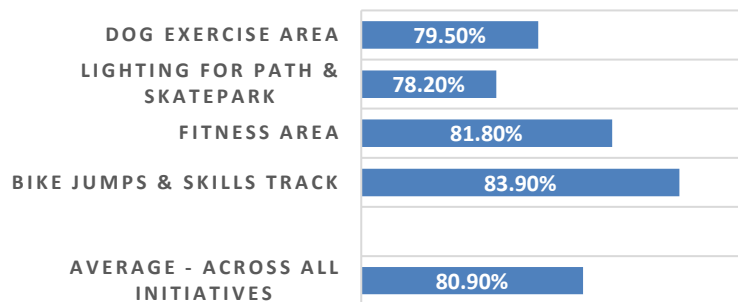 DOG EXERCISE AREA
79.50%
LIGHTING FOR PATH &
SKATEPARK
78.20%
FITNESS AREA
81.80%
BIKE JUMPS & SKILLS TRACK
83.90%
AVERAGE - ACROSS ALL
INITIATIVES
80.90%